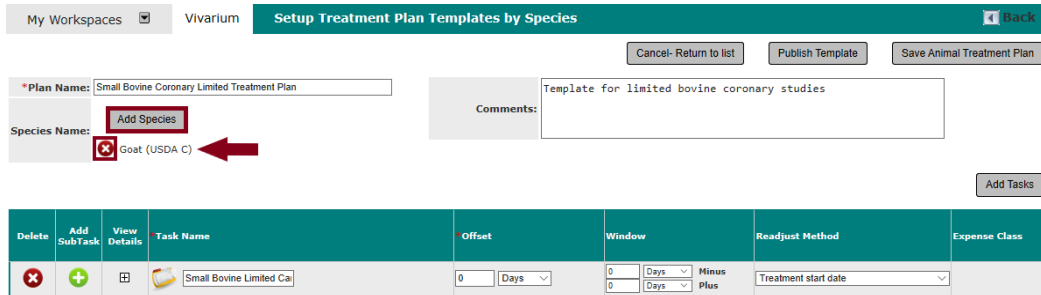 My Workspaces Vivarium Setup Treatment Plan Templates by Species Back
Cancel- Return to list Publish Template Save Animal Treatment Plan
*Plan Name: Small Bovine Coronary Limited Treatment Plan
Comments: Template for limited bovine coronary studies
Species Name: Add Species
Goat (USDA C)
Add Tasks
Delete Add SubTask View Details *Task Name *Offset Window Readjust Method Expense Class
Small Bovine Limited Car 0 Days 0 Days Minus Treatment start date
0 Days Plus